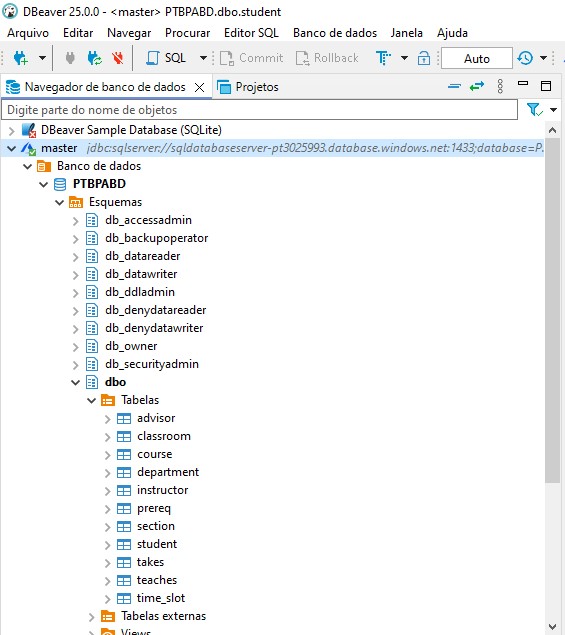 DBeaver 25.0.0 - <master> PTBPABD.dbo.student
Arquivo Editar Navegar Procurar Editor SQL Banco de dados Janela Ajuda
SQL Commit Rollback T Auto
Navegador de banco de dados Projetos
Digite parte do nome de objetos
DBeaver Sample Database (SQLite)
master jdbc:sqlserver://sqldatabaseserver-pt3025993.database.windows.net:1433;database=P...
Banco de dados
PTBPABD
Esquemas
db_accessadmin
db_backupoperator
db_datareader
db_datawriter
db_ddladmin
db_denydatareader
db_denydatawriter
db_owner
db_securityadmin
dbo
Tabelas
advisor
classroom
course
department
instructor
prereq
section
student
takes
teaches
time_slot
Tabelas externas
Views